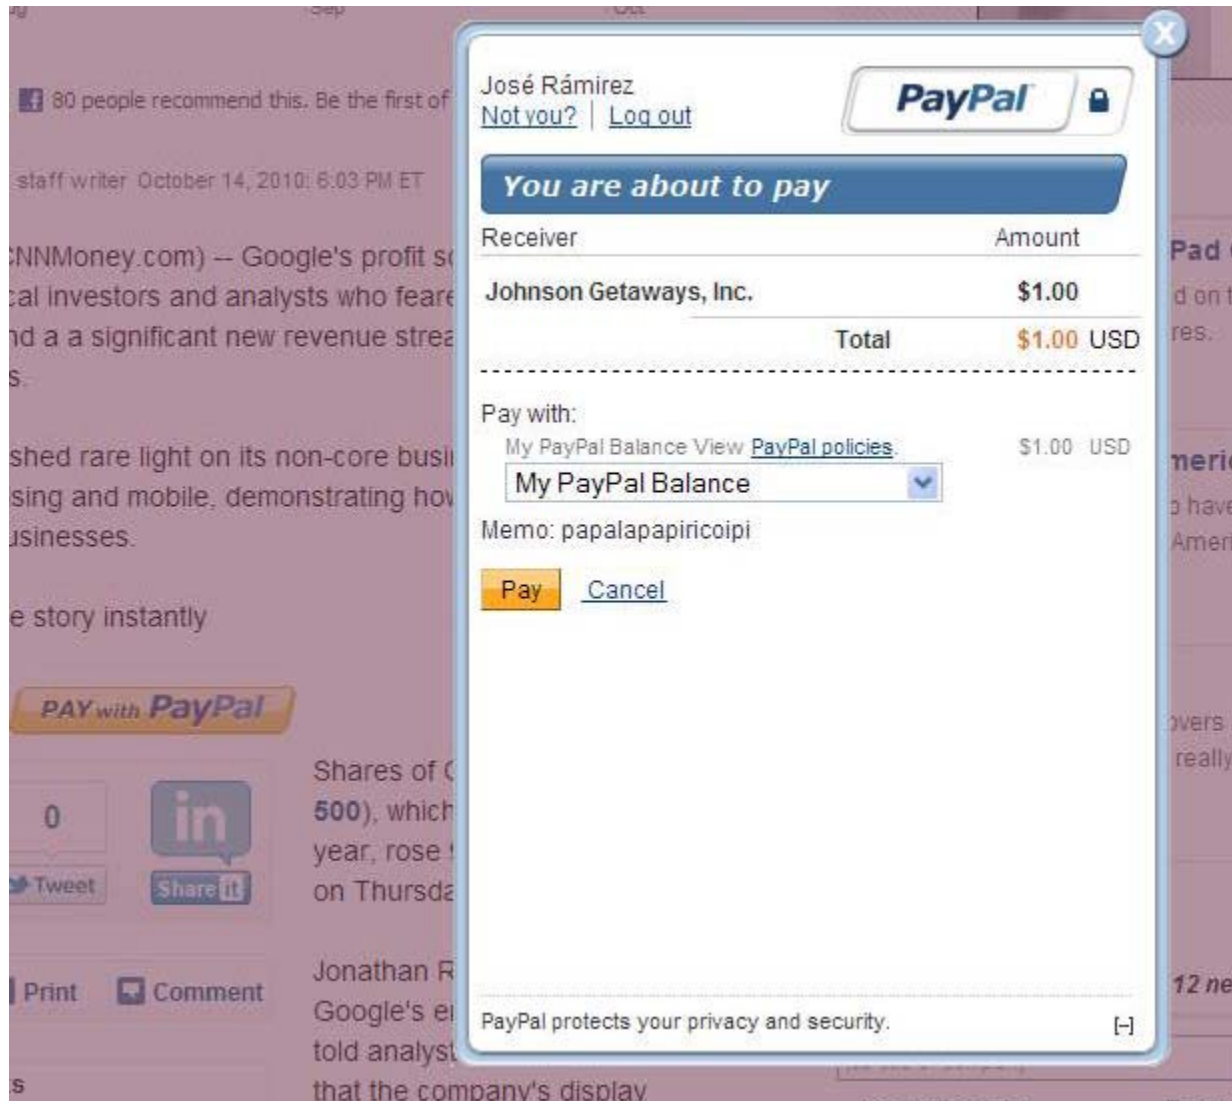 Sep
Oct
X
80 people recommend this. Be the first of
staff writer October 14, 2010: 6:03 PM ET
NNMoney.com) -- Google's profit so
cal investors and analysts who feare
nd a a significant new revenue strea
s.
shed rare light on its non-core busi
sing and mobile, demonstrating how
usinesses.
e story instantly
PAY with PayPal
0
in
Tweet
Share it
Print
Comment
s
Shares of G
500), which
year, rose
on Thursda
Jonathan R
Google's e
told analyst
that the company's display
José Rámirez
Not you? | Log out
PayPal
You are about to pay
Receiver Amount
Johnson Getaways, Inc. $1.00
Total $1.00 USD
Pay with:
My PayPal Balance View PayPal policies. $1.00 USD
My PayPal Balance
Memo: papalapapiricoipi
Pay Cancel
PayPal protects your privacy and security. [-]
Pad
d on t
res.
meri
o have
Ameri
overs
really
12 ne